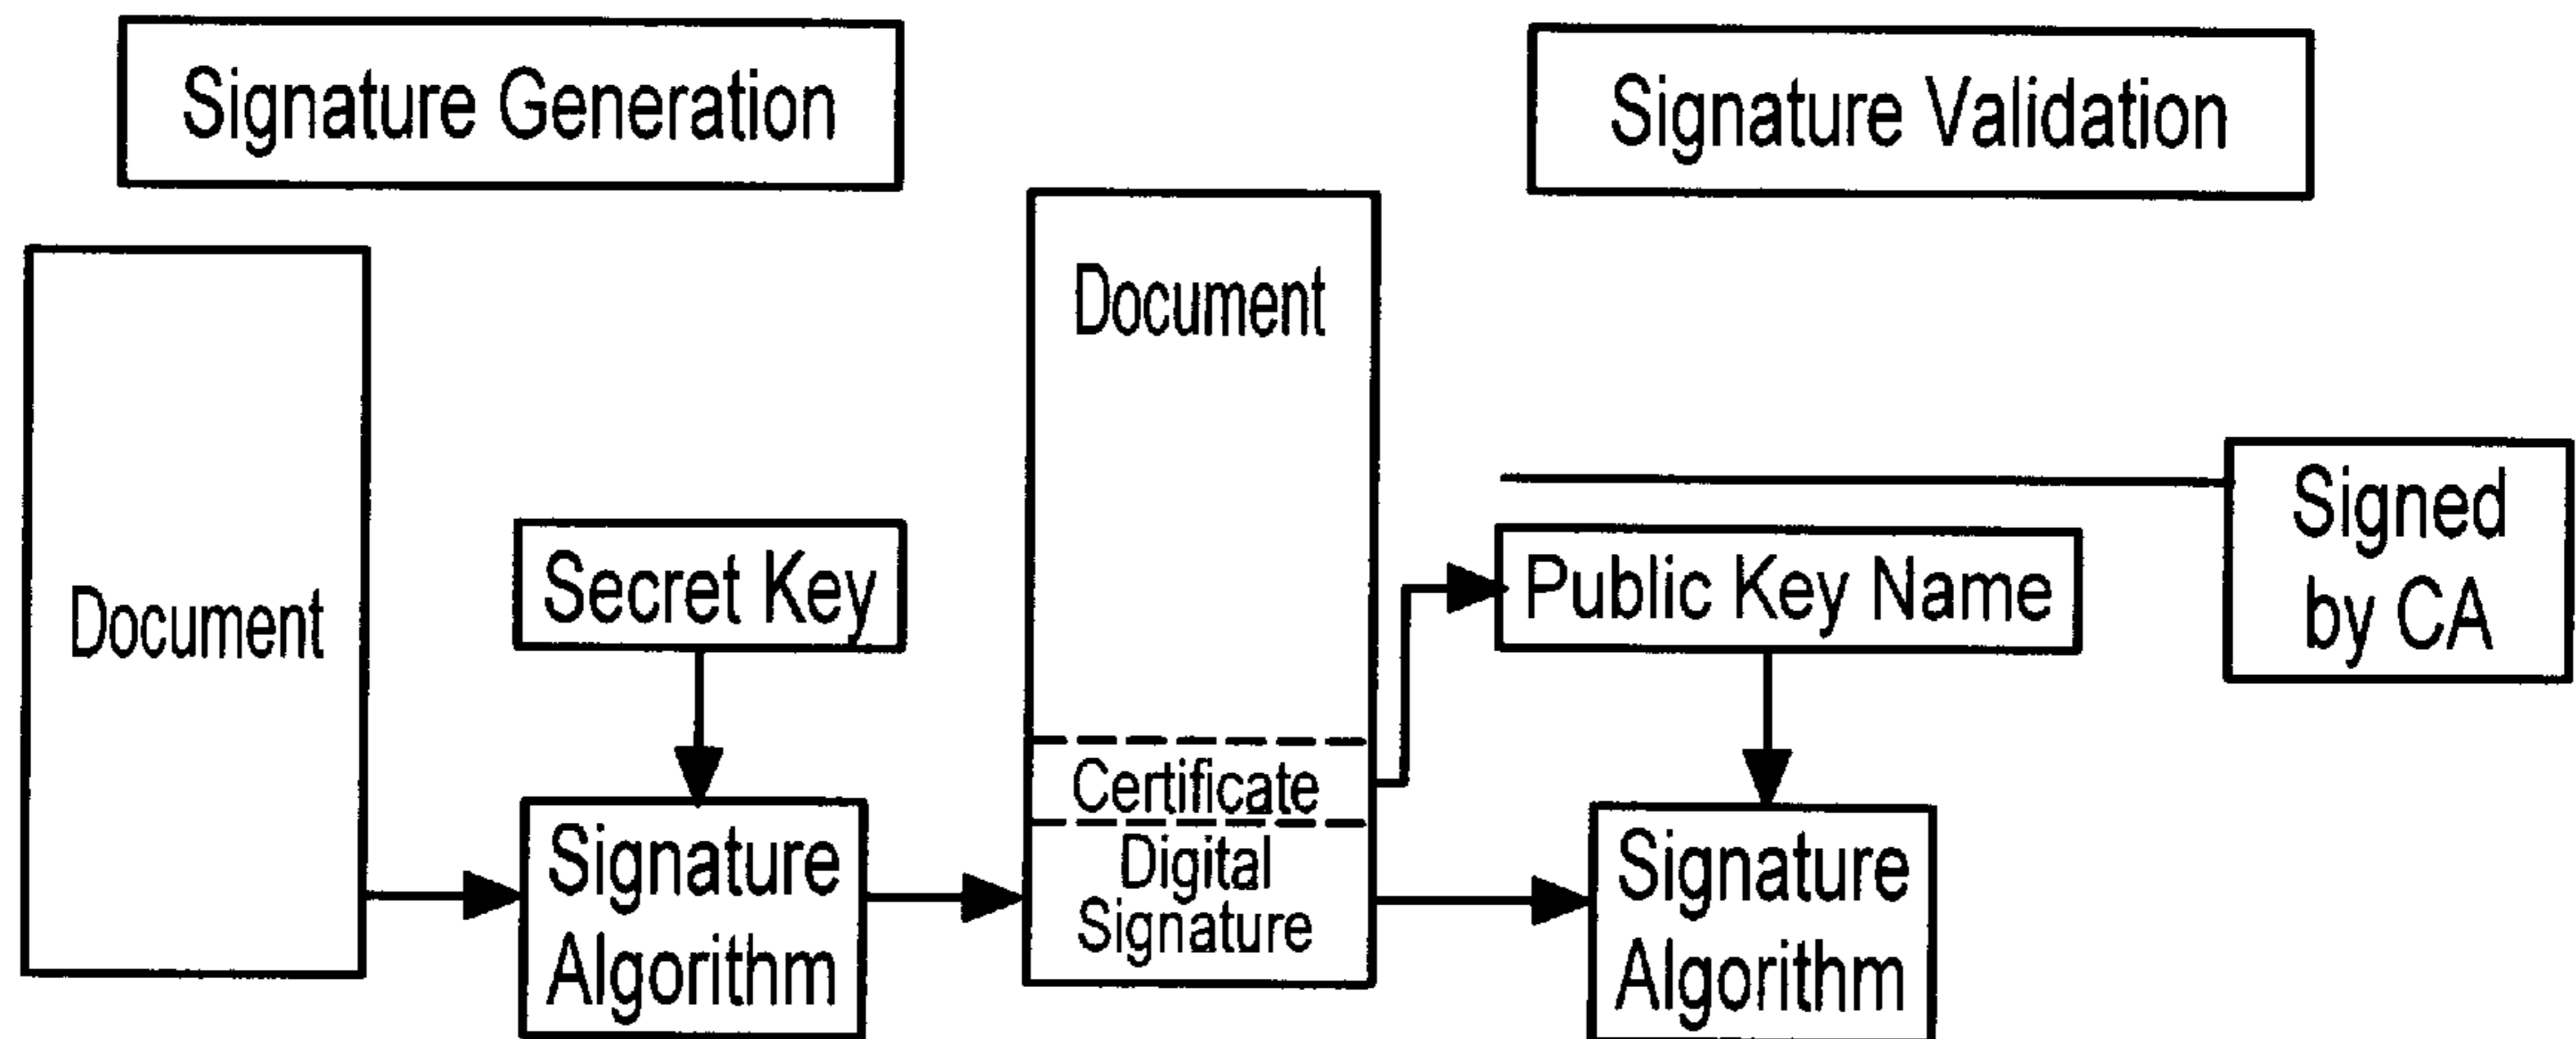 Signature Generation
Signature Validation
Document
Secret Key
Signature
Algorithm
Document
Certificate
Digital
Signature
Public Key Name
Signed
by CA
Signature
Algorithm